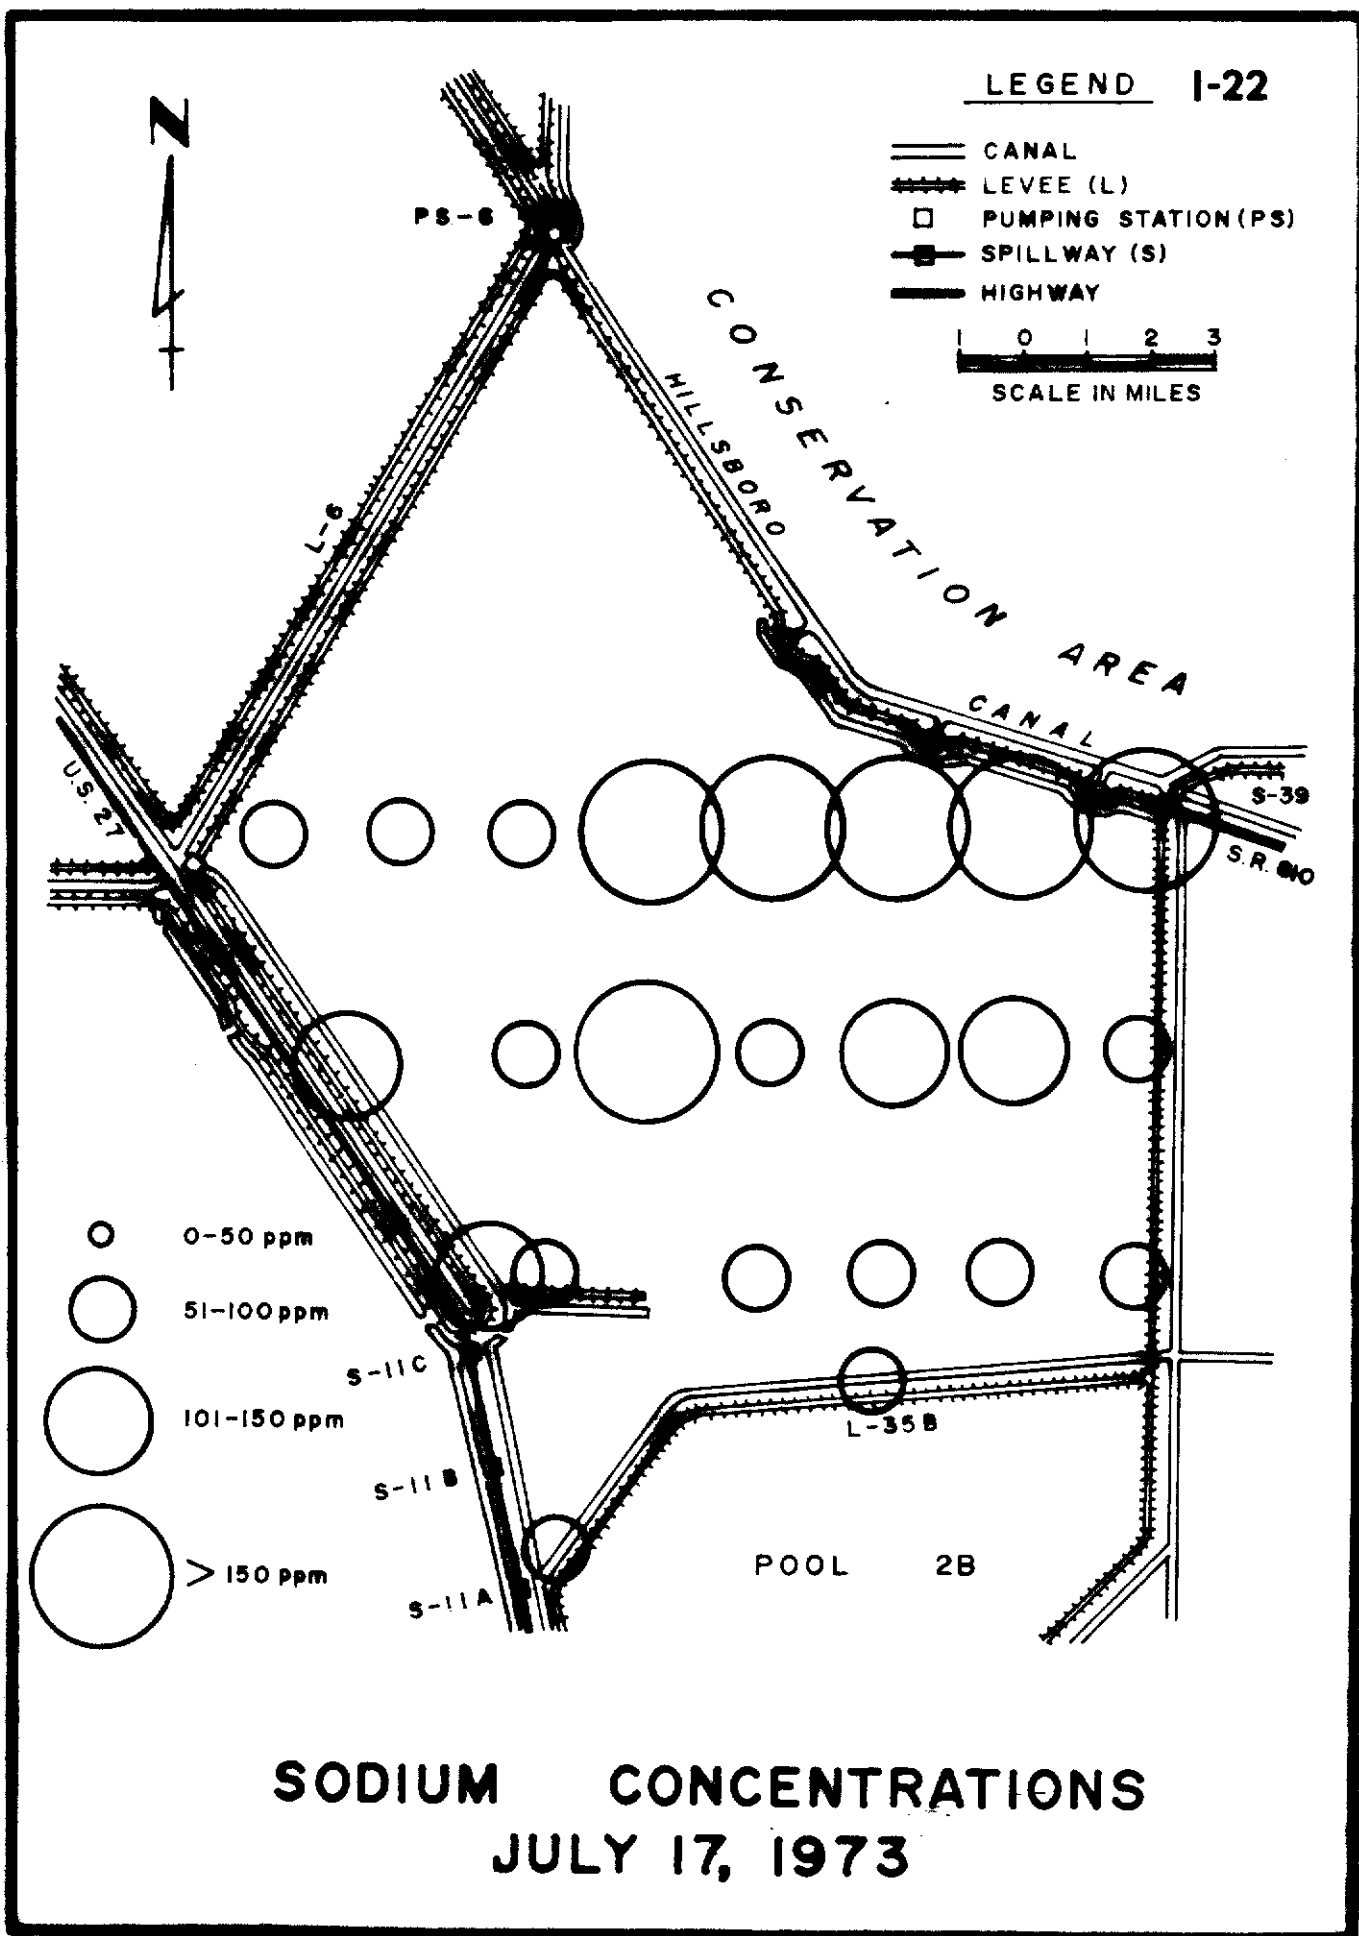 LEGEND I-22
N
CANAL
LEVEE (L)
PS-6
PUMPING STATION (PS)
SPILLWAY (S)
HIGHWAY
1 0 1 2 3
SCALE IN MILES
CONSERVATION AREA
HILLSBORO CANAL
L-6
U.S. 27
S-39
S.R. 810
0-50 ppm
51-100 ppm
101-150 ppm
> 150 ppm
S-11C
L-35B
S-11B
S-11A
POOL 2B
SODIUM CONCENTRATIONS
JULY 17, 1973